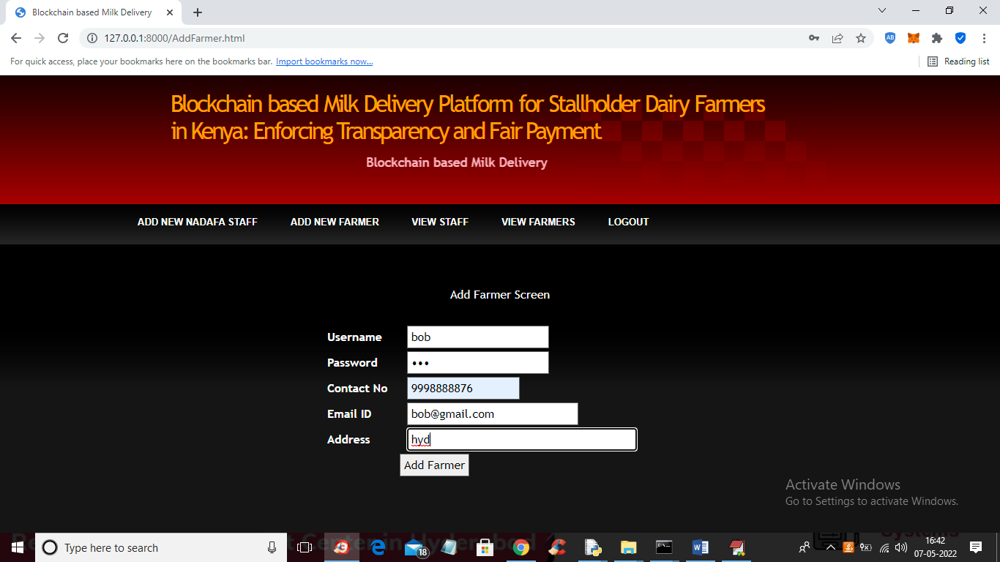 Blockchain based Milk Delivery
127.0.0.1:8000/AddFarmer.html
AB
For quick access, place your bookmarks here on the bookmarks bar. Import bookmarks now...
Reading list
Blockchain based Milk Delivery Platform for Stallholder Dairy Farmers
in Kenya: Enforcing Transparency and Fair Payment
Blockchain based Milk Delivery
ADD NEW NADAFA STAFF ADD NEW FARMER VIEW STAFF VIEW FARMERS LOGOUT
Add Farmer Screen
Username bob
Password •••
Contact No 9998888876
Email ID bob@gmail.com
Address hyd
Add Farmer
Activate Windows
Go to Settings to activate Windows.
Type here to search
18
16:42
07-05-2022